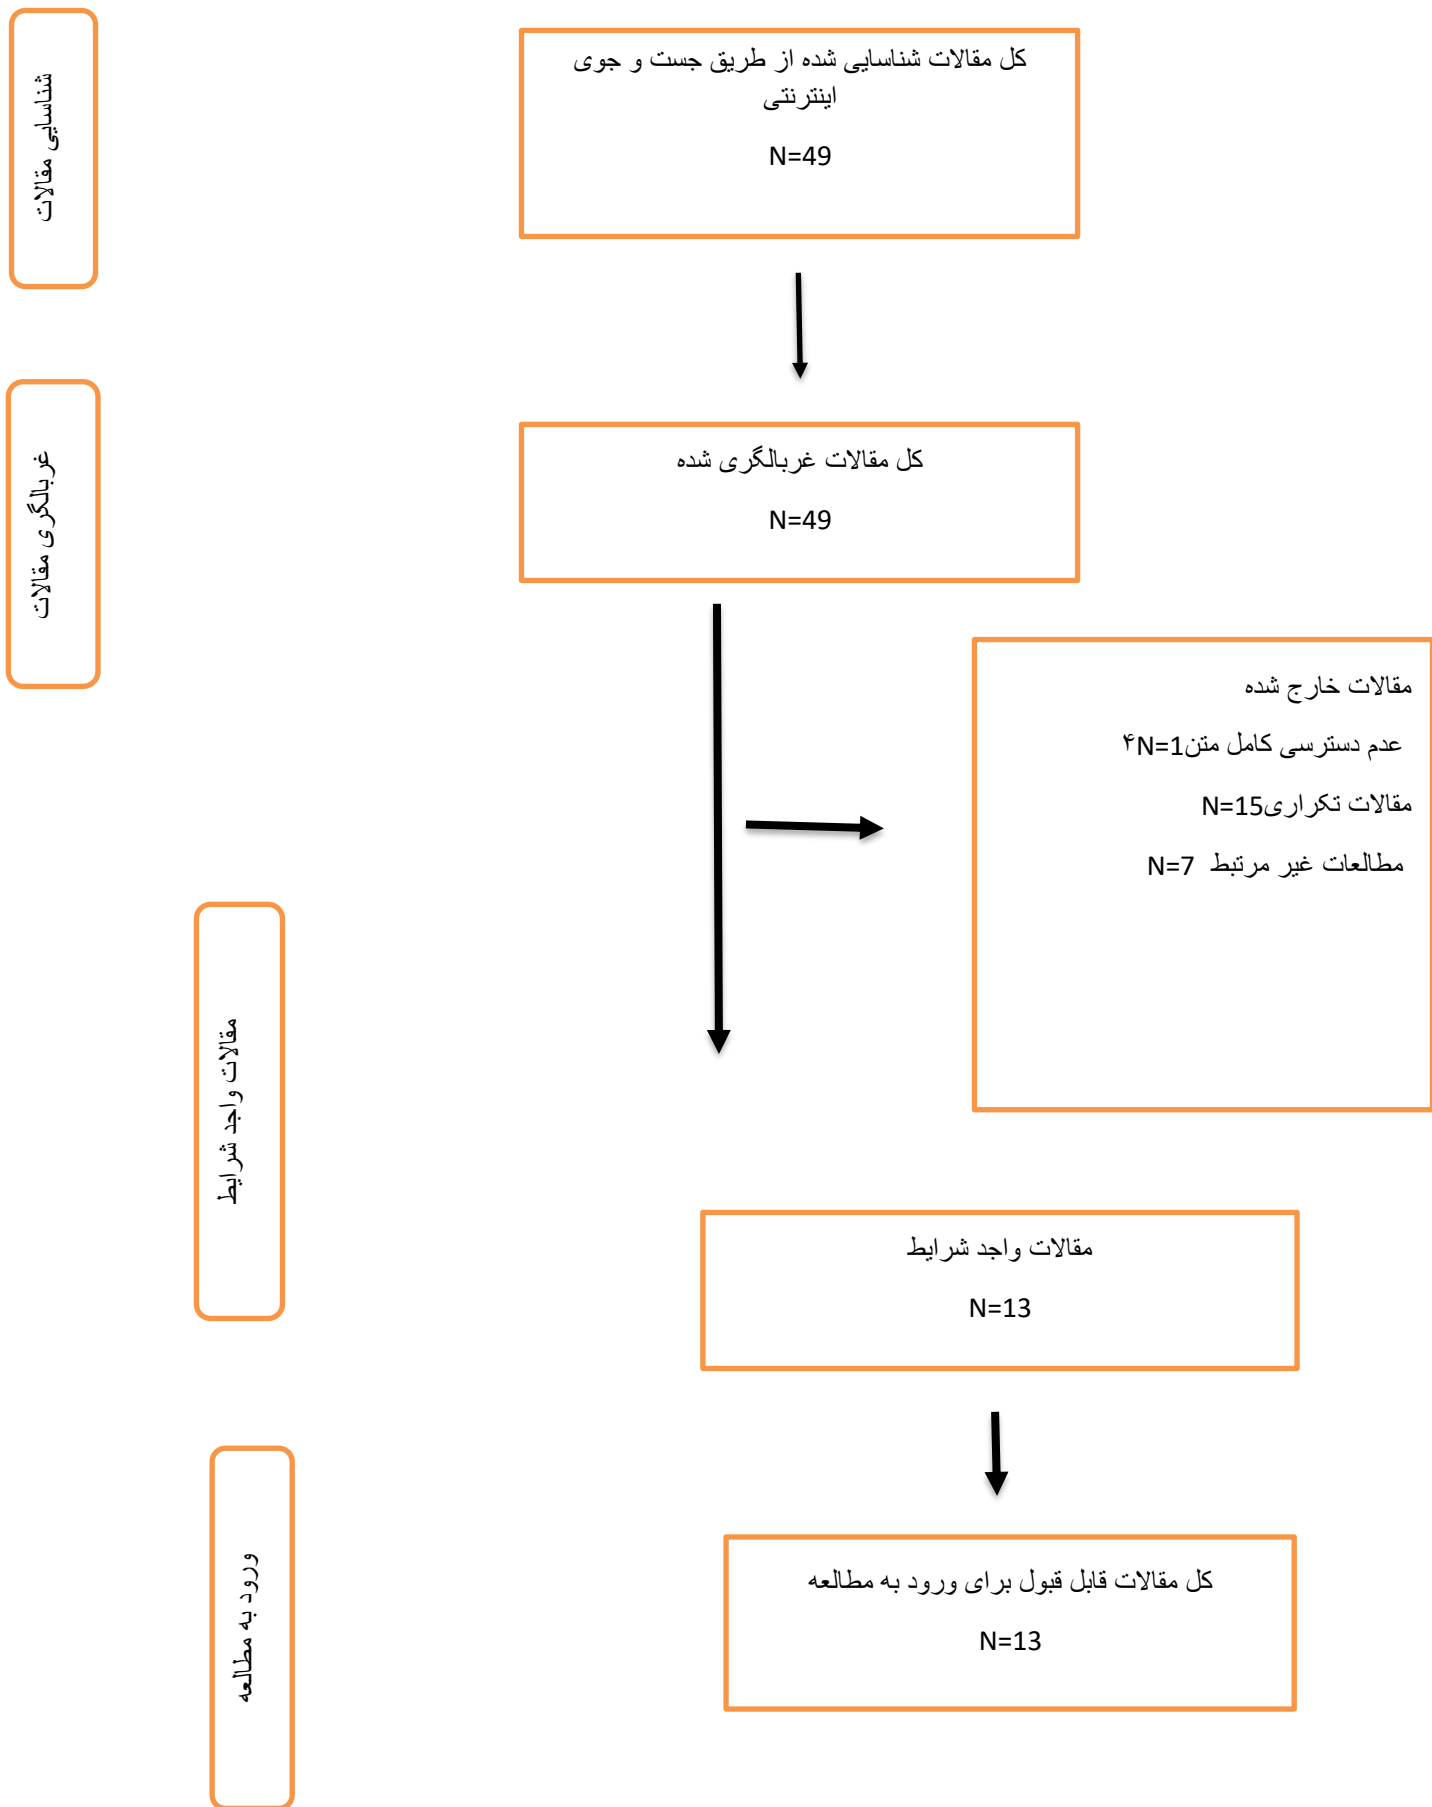 شناسایی مقالات
کل مقالات شناسایی شده از طریق جست و جوی
اینترنتی
N=49
غربالگری مقالات
کل مقالات غربالگری شده
N=49
مقالات خارج شده
عدم دسترسی کامل متنN=1۴
مقالات تکراریN=15
مطالعات غیر مرتبط N=7
مقالات واجد شرایط
مقالات واجد شرایط
N=13
ورود به مطالعه
کل مقالات قابل قبول برای ورود به مطالعه
N=13